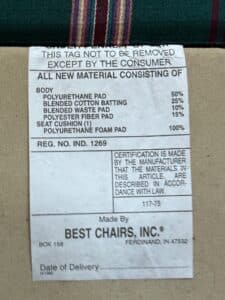 UNDER PENALTY OF LAW
THIS TAG NOT TO BE REMOVED
EXCEPT BY THE CONSUMER
ALL NEW MATERIAL CONSISTING OF
BODY
POLYURETHANE PAD 50%
BLENDED COTTON BATTING 25%
BLENDED WASTE PAD 10%
POLYESTER FIBER PAD 15%
SEAT CUSHION (1)
POLYURETHANE FOAM PAD 100%
REG. NO. IND. 1269
CERTIFICATION IS MADE
BY THE MANUFACTURER
THAT THE MATERIALS IN
THIS ARTICLE, ARE
DESCRIBED IN ACCOR-
DANCE WITH LAW.
117-75
Made By
BEST CHAIRS, INC.®
BOX 158 FERDINAND, IN 47532
Date of Delivery